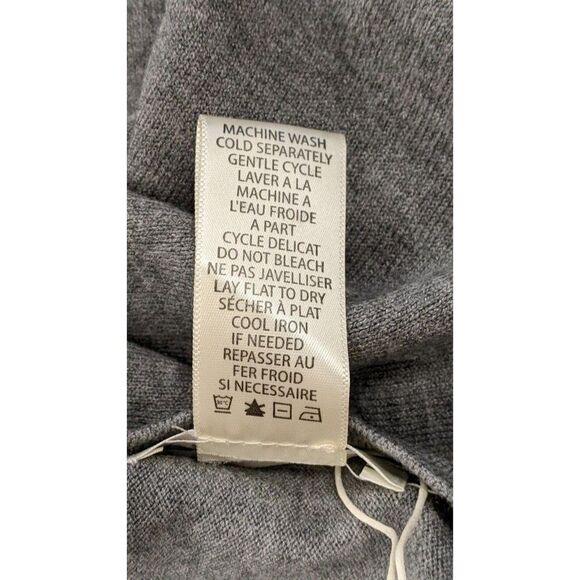 MACHINE WASH
COLD SEPARATELY
GENTLE CYCLE
LAVER A LA
MACHINE A
L'EAU FROIDE
A PART
CYCLE DELICAT
DO NOT BLEACH
NE PAS JAVELLISER
LAY FLAT TO DRY
SÉCHER À PLAT
COOL IRON
IF NEEDED
REPASSER AU
FER FROID
SI NECESSAIRE
30°C